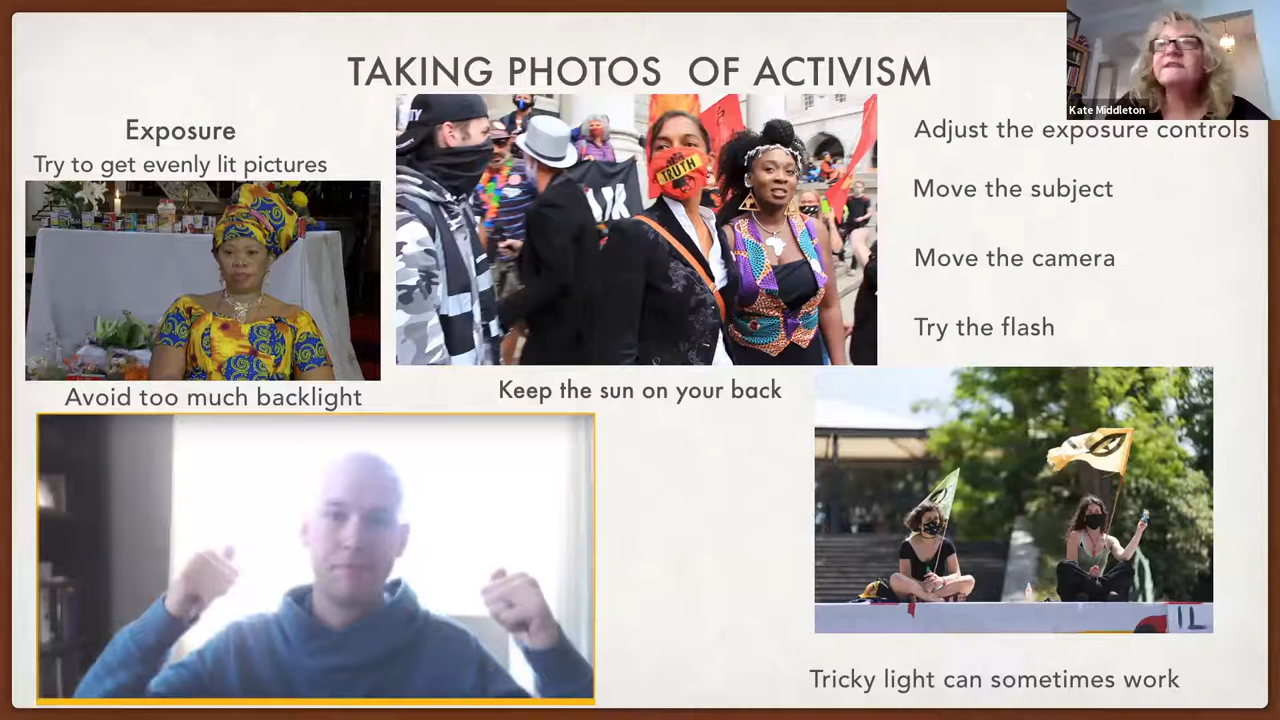 TAKING PHOTOS OF ACTIVISM
Kate Middleton
Exposure
Try to get evenly lit pictures
Adjust the exposure controls
Move the subject
Move the camera
Try the flash
TRUTH
Avoid too much backlight
Keep the sun on your back
Tricky light can sometimes work